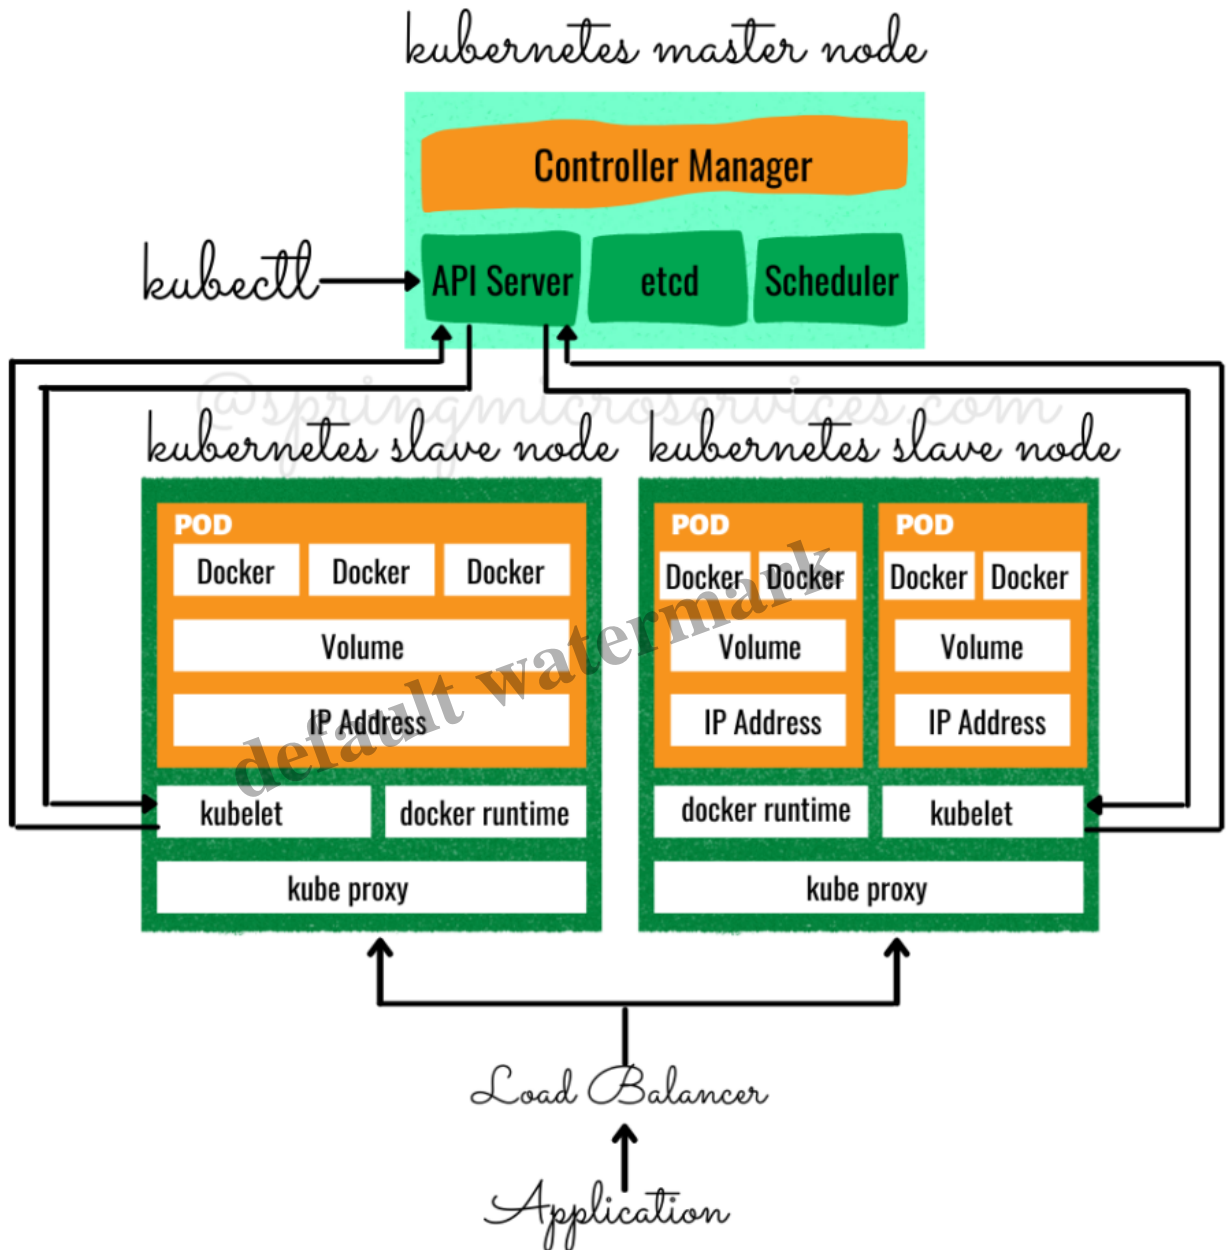 kubernetes master node
Controller Manager
kubectl
API Server
etcd
Scheduler
@springmicroservices.com
kubernetes slave node
POD
Docker Docker Docker
Volume
IP Address
kubelet
docker runtime
kube proxy
kubernetes slave node
POD
Docker Docker
Volume
IP Address
POD
Docker Docker
Volume
IP Address
docker runtime
kubelet
kube proxy
default watermark
Load Balancer
Application